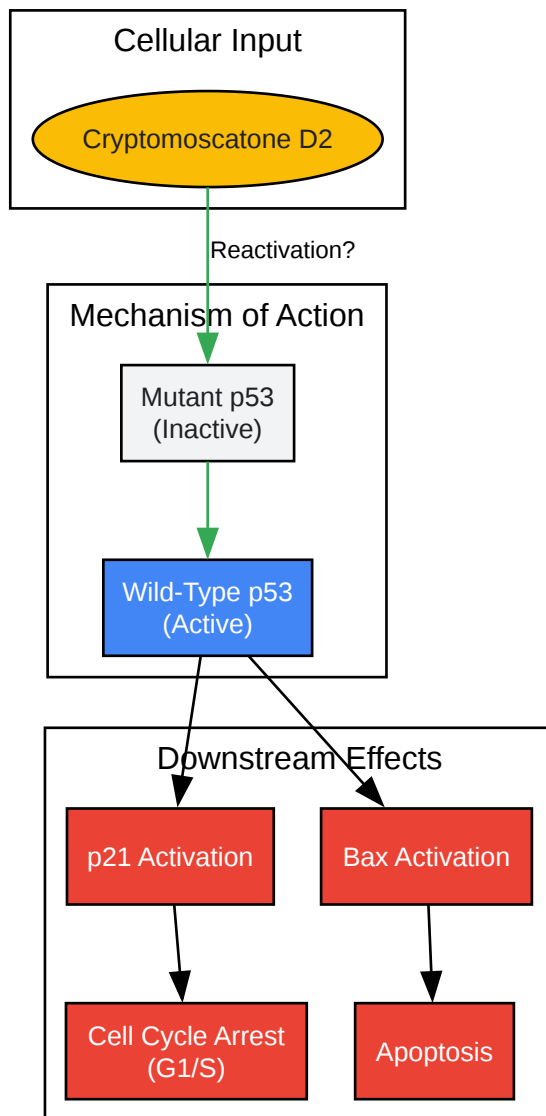 Cellular Input
Cryptomoscatone D2
Reactivation?
Mechanism of Action
Mutant p53
(Inactive)
Wild-Type p53
(Active)
Downstream Effects
p21 Activation
Bax Activation
Cell Cycle Arrest
(G1/S)
Apoptosis